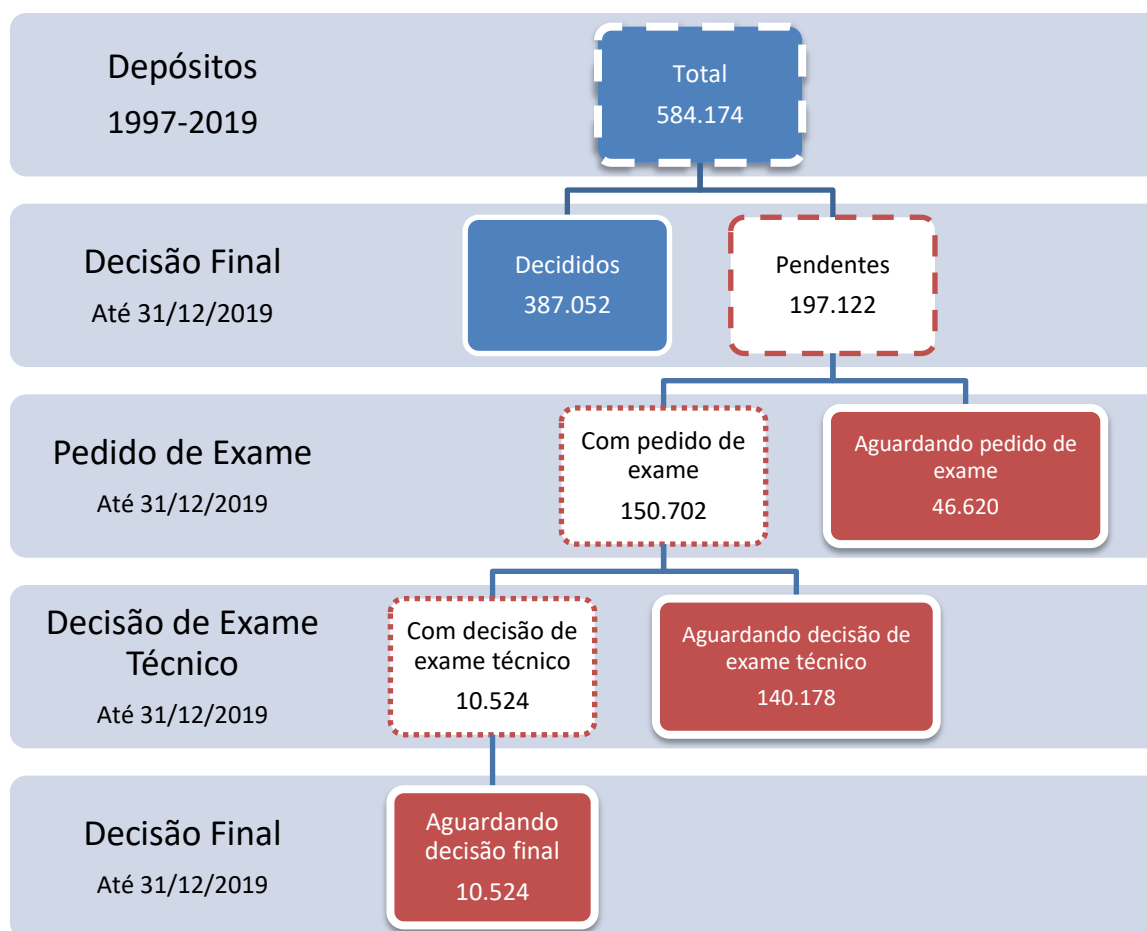 Depósitos
1997-2019
Total
584.174
Decisão Final
Até 31/12/2019
Decididos
387.052
Pendentes
197.122
Pedido de Exame
Até 31/12/2019
Com pedido de
exame
150.702
Aguardando pedido de
exame
46.620
Decisão de Exame
Técnico
Até 31/12/2019
Com decisão de
exame técnico
10.524
Aguardando decisão de
exame técnico
140.178
Decisão Final
Até 31/12/2019
Aguardando
decisão final
10.524